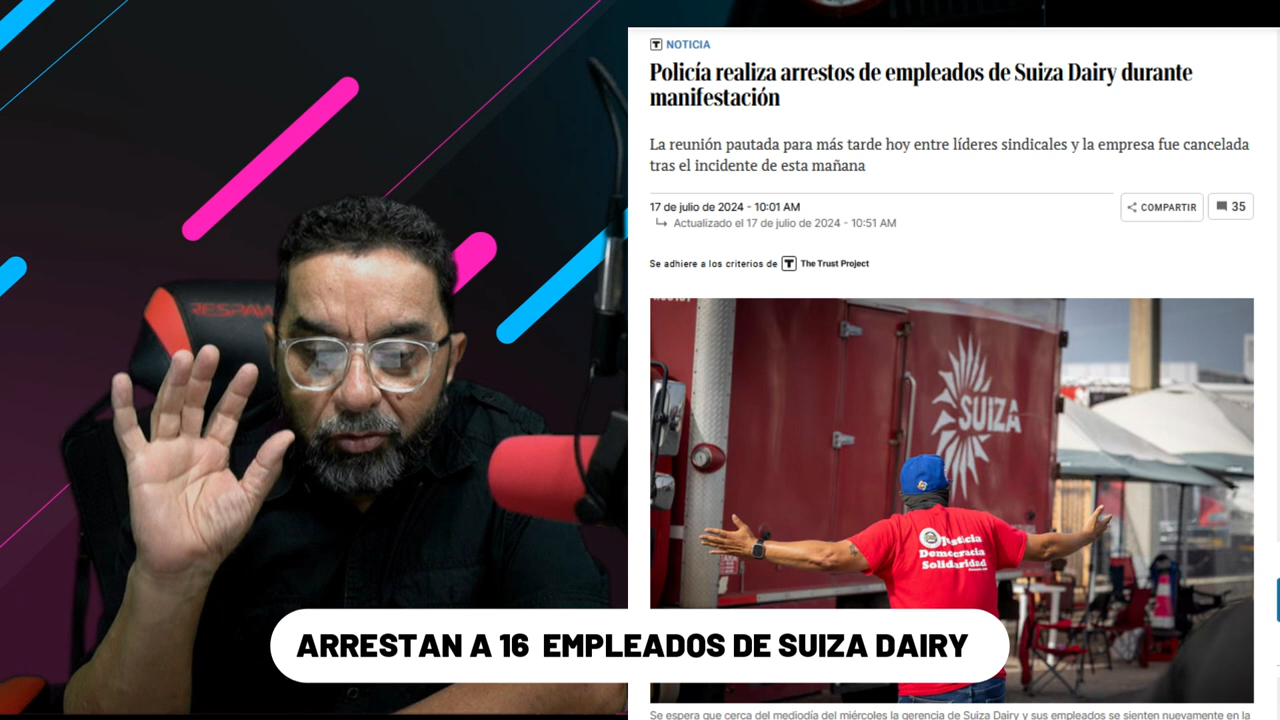 RESPAW
NOTICIA
Policía realiza arrestos de empleados de Suiza Dairy durante
manifestación
La reunión pautada para más tarde hoy entre líderes sindicales y la empresa fue cancelada
tras el incidente de esta mañana
17 de julio de 2024 - 10:01 AM
Actualizado el 17 de julio de 2024 - 10:51 AM
COMPARTIR
35
Se adhiere a los criterios de
The Trust Project
SUIZA
Justicia
Democracia
Solidaridad
ARRESTAN A 16 EMPLEADOS DE SUIZA DAIRY
Se espera que cerca del mediodía del miércoles la gerencia de Suiza Dairy y sus empleados se sienten nuevamente en la